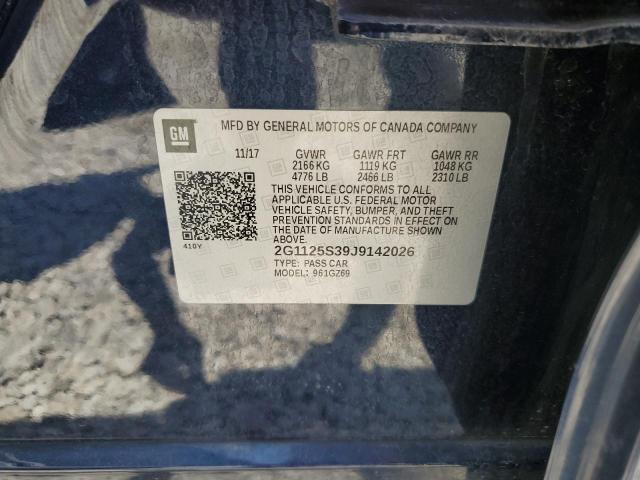 GM
MFD BY GENERAL MOTORS OF CANADA COMPANY
11/17 GVWR GAWR FRT GAWR RR
2166 KG 1119 KG 1048 KG
4776 LB 2466 LB 2310 LB
THIS VEHICLE CONFORMS TO ALL
APPLICABLE U.S. FEDERAL MOTOR
VEHICLE SAFETY, BUMPER, AND THEFT
PREVENTION STANDARDS IN EFFECT ON
THE DATE OF MANUFACTURE SHOWN
ABOVE.
410Y
2G1125S39J9142026
TYPE: PASS CAR
MODEL: 961GZ69